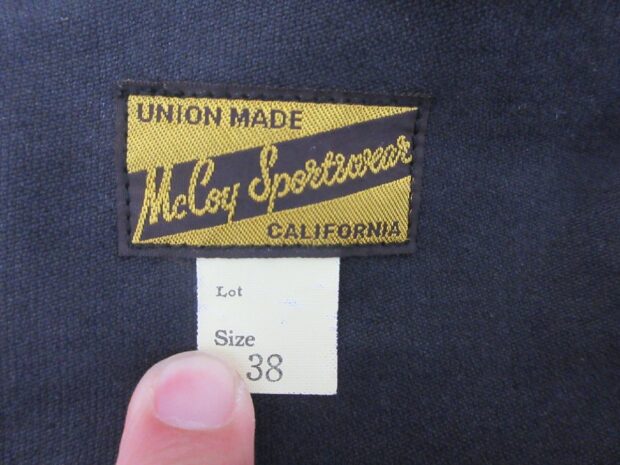 UNION MADE
McCoy Sportswear
CALIFORNIA
Lot
Size
38